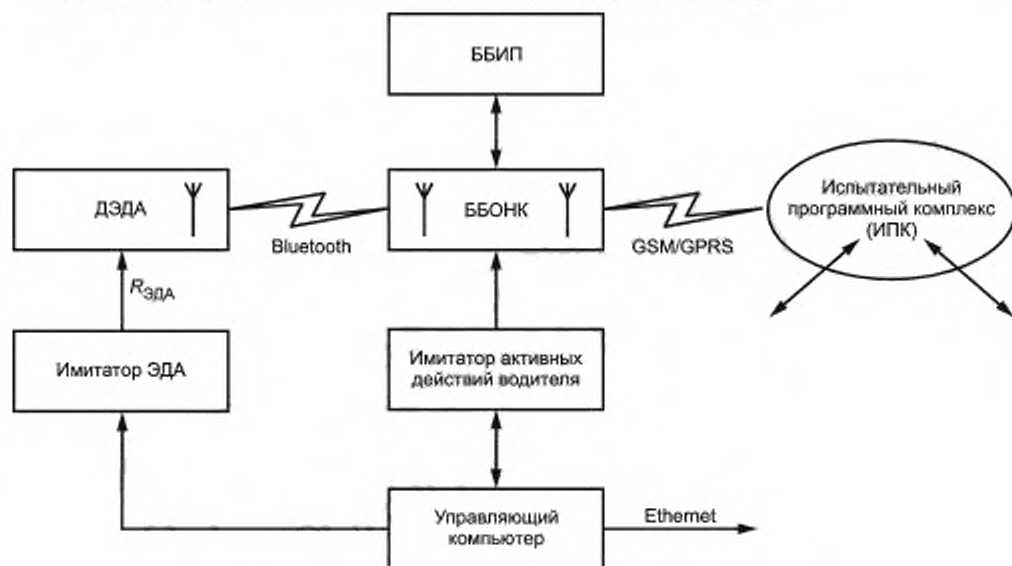 ББИП
ДЭДА
ББОНК
Bluetooth
GSM/GPRS
Испытательный
программный комплекс
(ИПК)
RЭДА
Имитатор ЭДА
Имитатор активных
действий водителя
Управляющий
компьютер
Ethernet